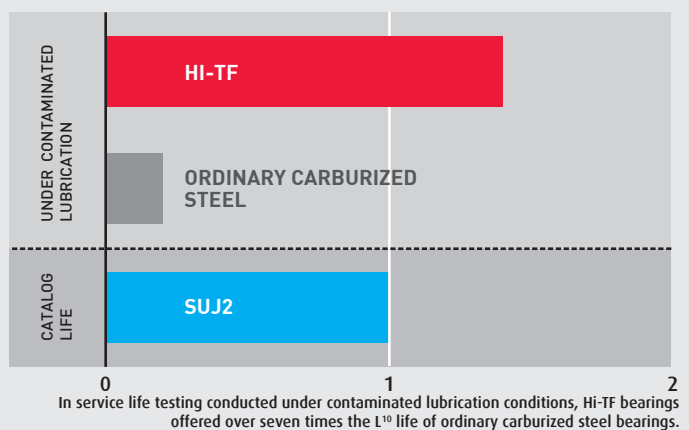 UNDER CONTAMINATED
LUBRICATION
HI-TF
ORDINARY CARBURIZED
STEEL
CATALOG
LIFE
SUJ2
0 1 2
In service life testing conducted under contaminated lubrication conditions, Hi-TF bearings
offered over seven times the L¹⁰ life of ordinary carburized steel bearings.